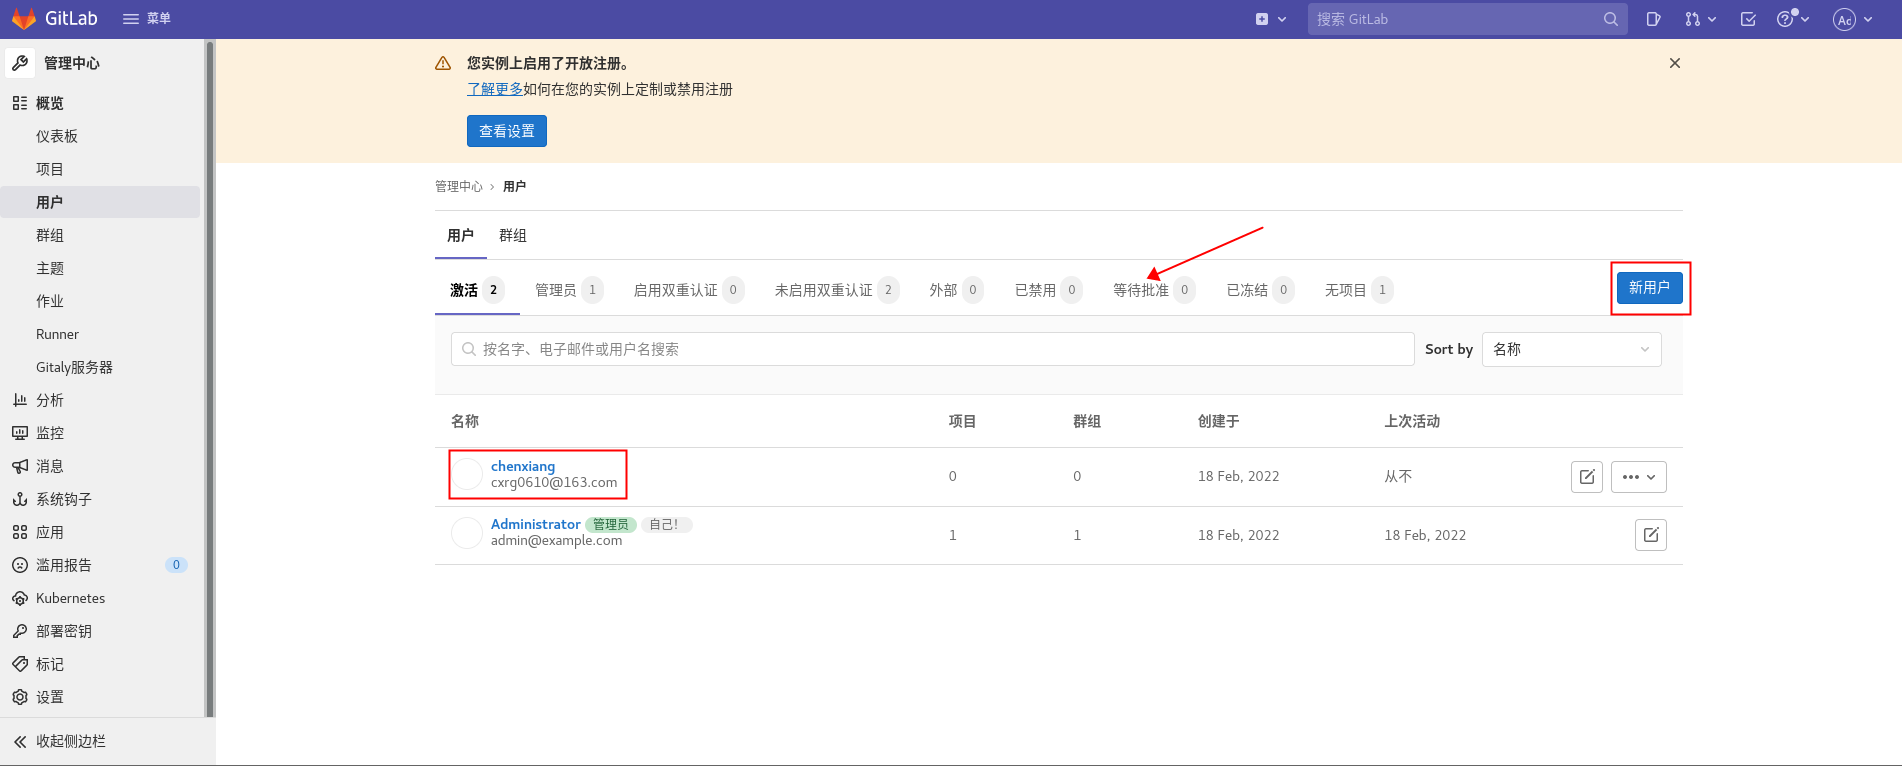 GitLab 菜单 搜索 GitLab Ad
管理中心
概览
仪表板
项目
用户
群组
主题
作业
Runner
Gitaly服务器
分析
监控
消息
系统钩子
应用
滥用报告 0
Kubernetes
部署密钥
标记
设置
收起侧边栏
您实例上启用了开放注册。
了解更多如何在您的实例上定制或禁用注册
查看设置
管理中心 › 用户
用户 群组
激活 2 管理员 1 启用双重认证 0 未启用双重认证 2 外部 0 已禁用 0 等待批准 0 已冻结 0 无项目 1 新用户
按名字、电子邮件或用户名搜索 Sort by 名称
名称 项目 群组 创建于 上次活动
chenxiang
cxrg0610@163.com 0 0 18 Feb, 2022 从不
Administrator 管理员 自己!
admin@example.com 1 1 18 Feb, 2022 18 Feb, 2022